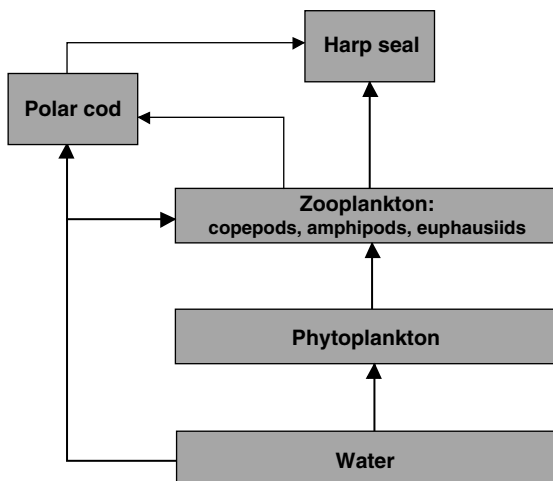 Harp seal
Polar cod
Zooplankton:
copepods, amphipods, euphausiids
Phytoplankton
Water